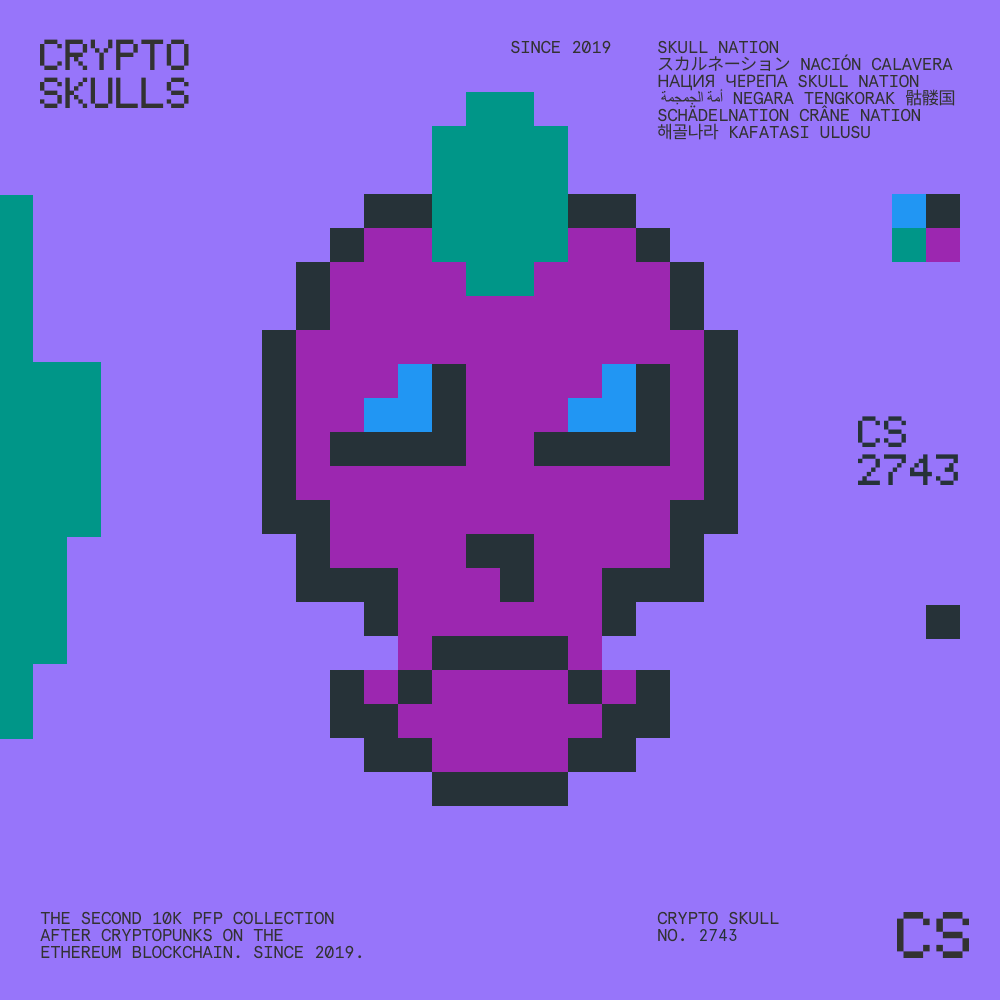 CRYPTO
SKULLS
SINCE 2019
SKULL NATION
スカルネーション NACIÓN CALAVERA
НАЦИЯ ЧЕРЕПА SKULL NATION
أمة الجمجمة NEGARA TENGKORAK 骷髅国
SCHÄDELNATION CRÂNE NATION
해골나라 KAFATASI ULUSU
CS
2743
THE SECOND 10K PFP COLLECTION
AFTER CRYPTOPUNKS ON THE
ETHEREUM BLOCKCHAIN. SINCE 2019.
CRYPTO SKULL
NO. 2743
CS